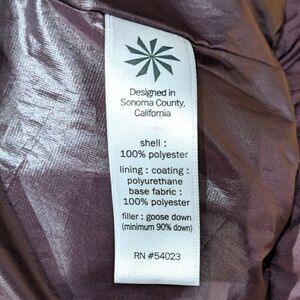 Designed in
Sonoma County,
California
shell :
100% polyester
lining : coating :
polyurethane
base fabric :
100% polyester
filler : goose down
(minimum 90% down)
RN #54023